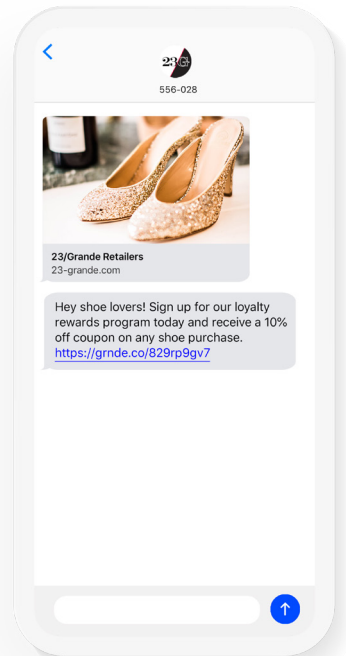 23 G
556-028
23/Grande Retailers
23-grande.com
Hey shoe lovers! Sign up for our loyalty
rewards program today and receive a 10%
off coupon on any shoe purchase.
https://grnde.co/829rp9gv7